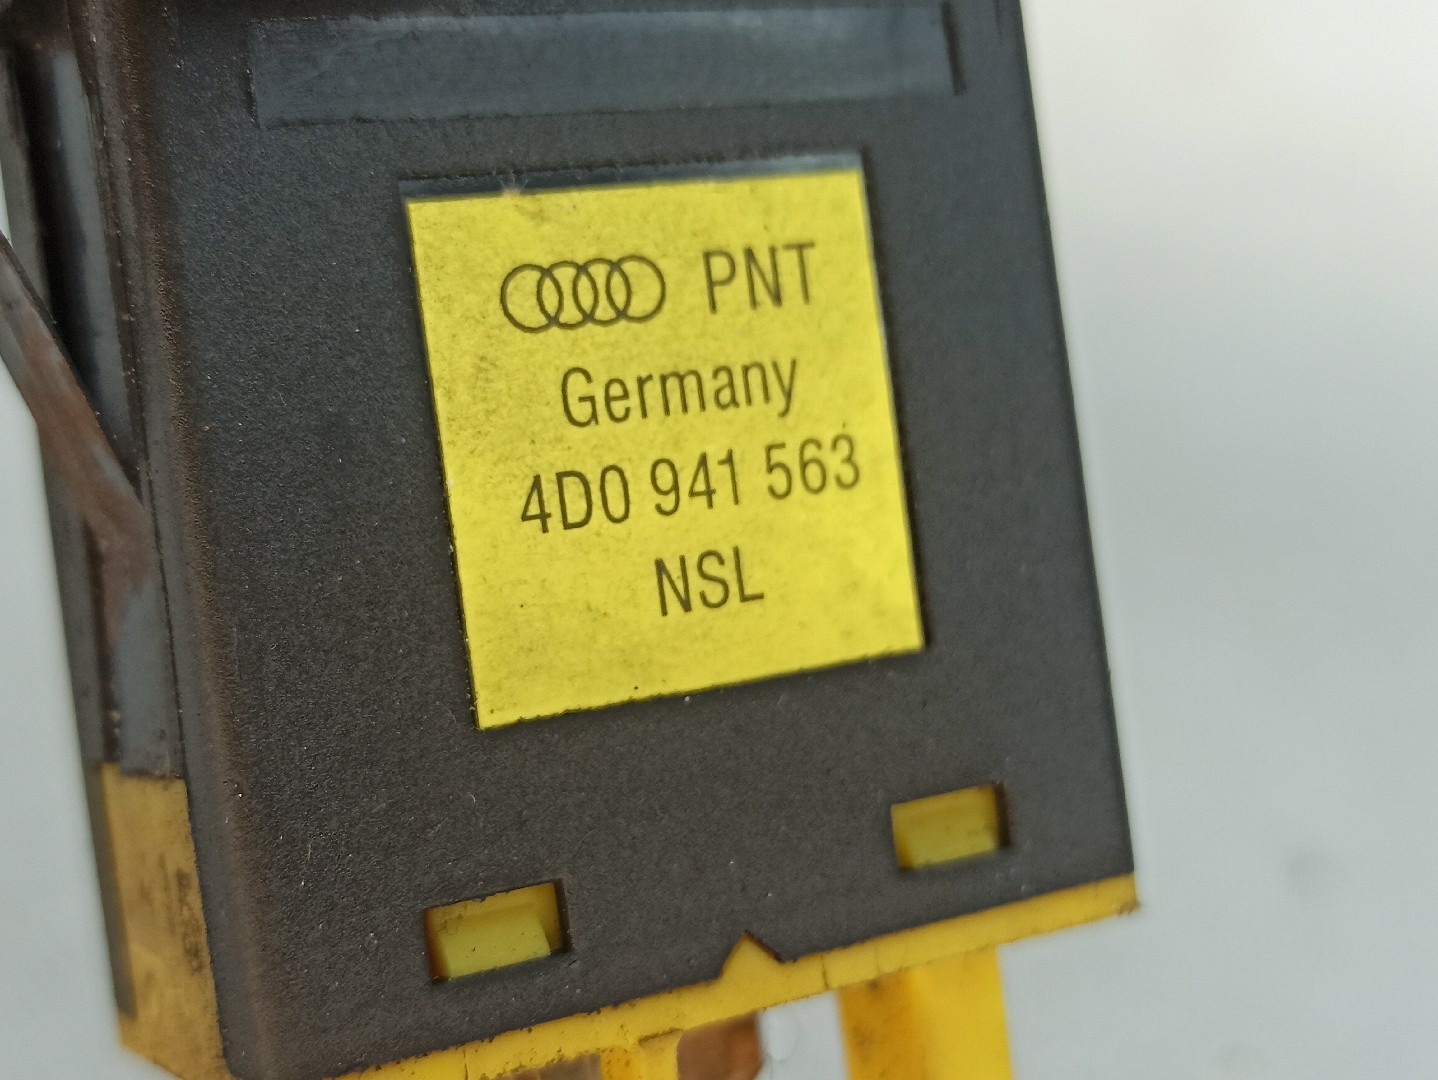 PNT
Germany
4D0 941 563
NSL